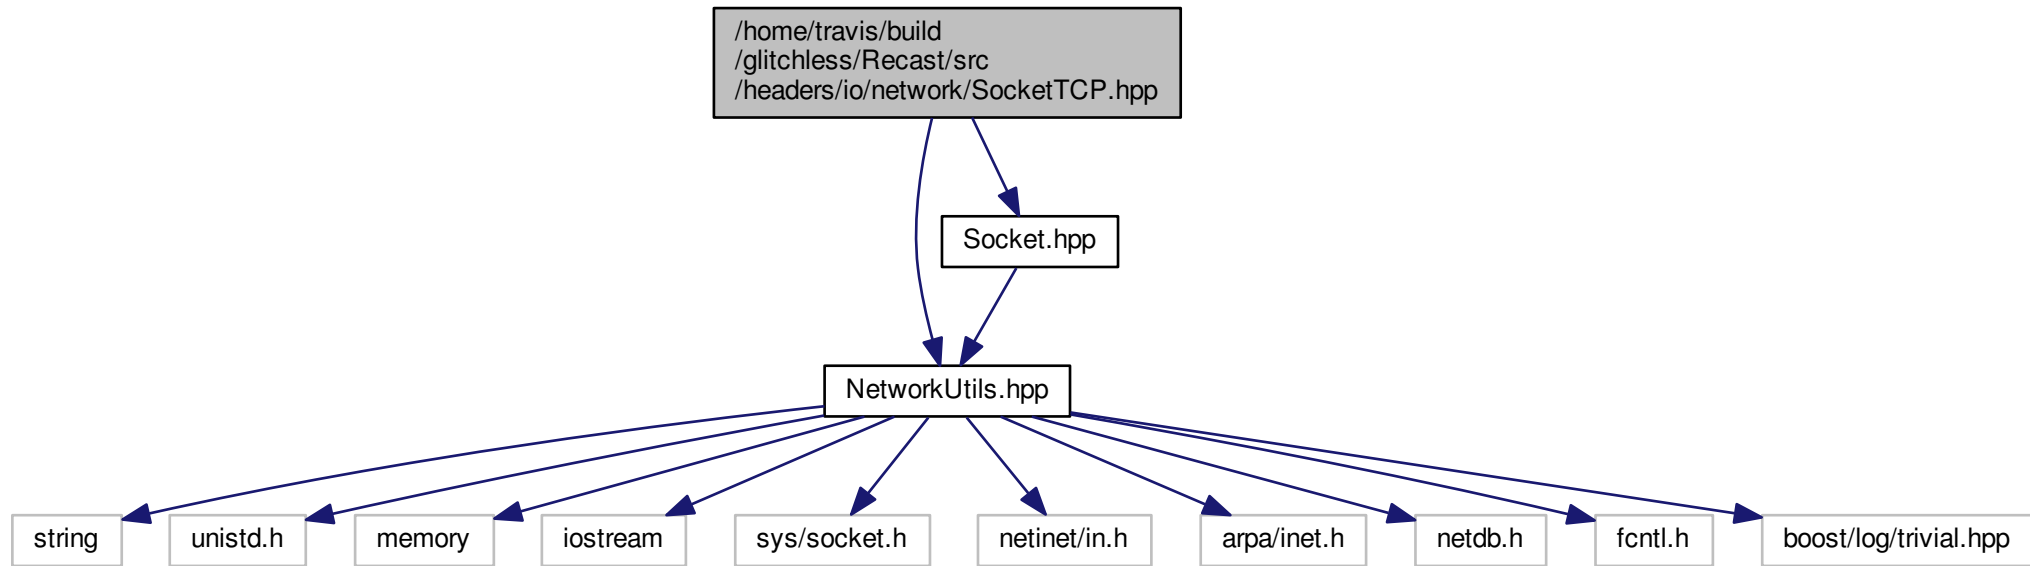 /home/travis/build
/glitchless/Recast/src
/headers/io/network/SocketTCP.hpp
Socket.hpp
NetworkUtils.hpp
string
unistd.h
memory
iostream
sys/socket.h
netinet/in.h
arpa/inet.h
netdb.h
fcntl.h
boost/log/trivial.hpp